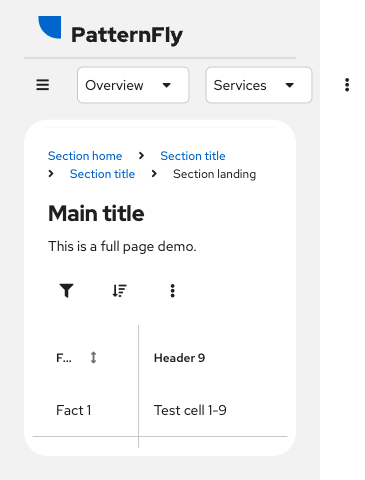 PatternFly
Overview Services
Section home Section title
Section title Section landing
Main title
This is a full page demo.
F... Header 9
Fact 1 Test cell 1-9